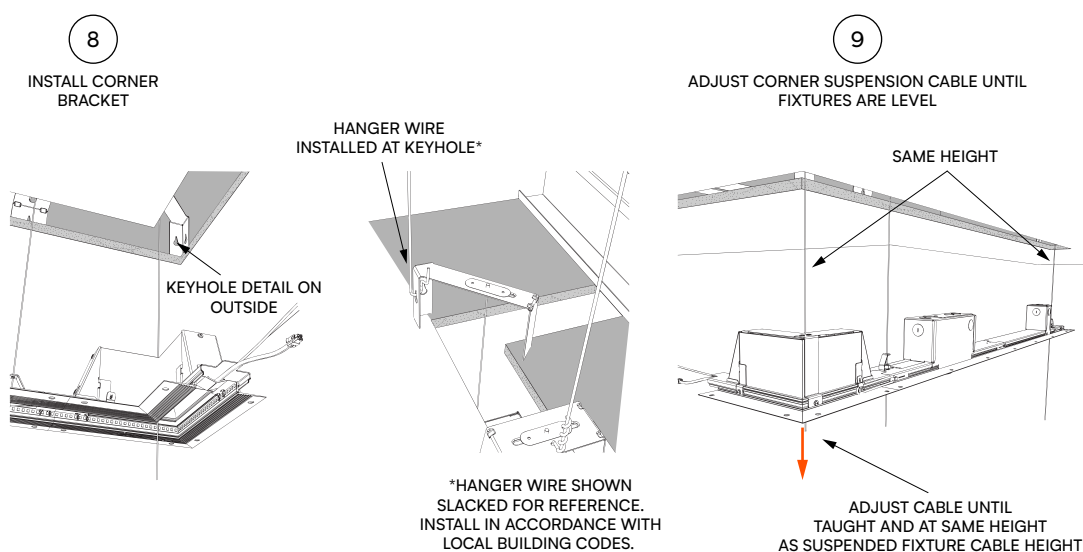 8
INSTALL CORNER
BRACKET
HANGER WIRE
INSTALLED AT KEYHOLE*
KEYHOLE DETAIL ON
OUTSIDE
*HANGER WIRE SHOWN
SLACKED FOR REFERENCE.
INSTALL IN ACCORDANCE WITH
LOCAL BUILDING CODES.
9
ADJUST CORNER SUSPENSION CABLE UNTIL
FIXTURES ARE LEVEL
SAME HEIGHT
ADJUST CABLE UNTIL
TAUGHT AND AT SAME HEIGHT
AS SUSPENDED FIXTURE CABLE HEIGHT